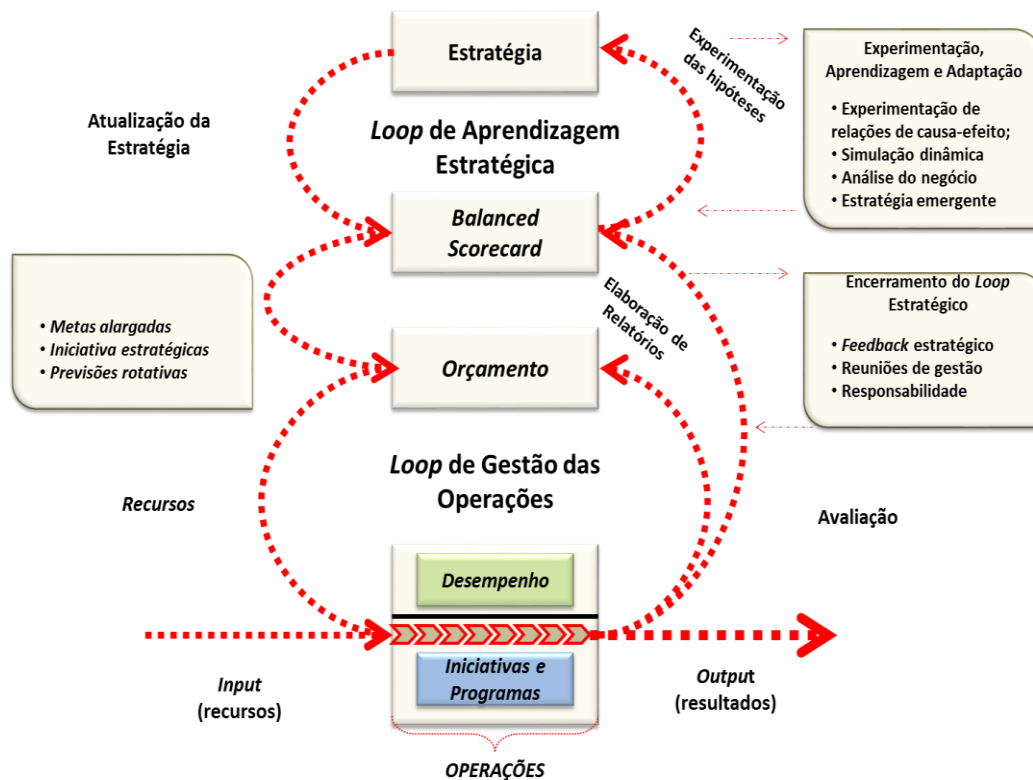 Estratégia
Experimentação
das hipóteses
Experimentação,
Aprendizagem e Adaptação
• Experimentação de
relações de causa-efeito;
• Simulação dinâmica
• Análise do negócio
• Estratégia emergente
Atualização da
Estratégia
Loop de Aprendizagem
Estratégica
Balanced
Scorecard
• Metas alargadas
• Iniciativa estratégicas
• Previsões rotativas
Elaboração de
Relatórios
Encerramento do Loop
Estratégico
• Feedback estratégico
• Reuniões de gestão
• Responsabilidade
Orçamento
Loop de Gestão das
Operações
Recursos
Avaliação
Desempenho
Iniciativas e
Programas
Input
(recursos)
Output
(resultados)
OPERAÇÕES